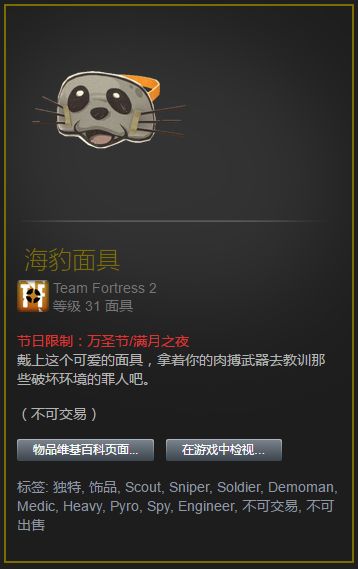 海豹面具
Team Fortress 2
等级 31 面具
节日限制：万圣节/满月之夜
戴上这个可爱的面具，拿着你的肉搏武器去教训那
些破坏环境的罪人吧。
（不可交易）
物品维基百科页面...
在游戏中检视...
标签: 独特, 饰品, Scout, Sniper, Soldier, Demoman,
Medic, Heavy, Pyro, Spy, Engineer, 不可交易, 不可
出售